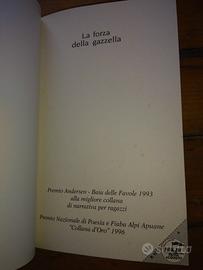 La forza
della gazzella
Premio Andersen - Baia delle Favole 1993
alla migliore collana
di narrativa per ragazzi
Premio Nazionale di Poesia e Fiaba Alpi Apuane
"Collana d'Oro" 1996
subito